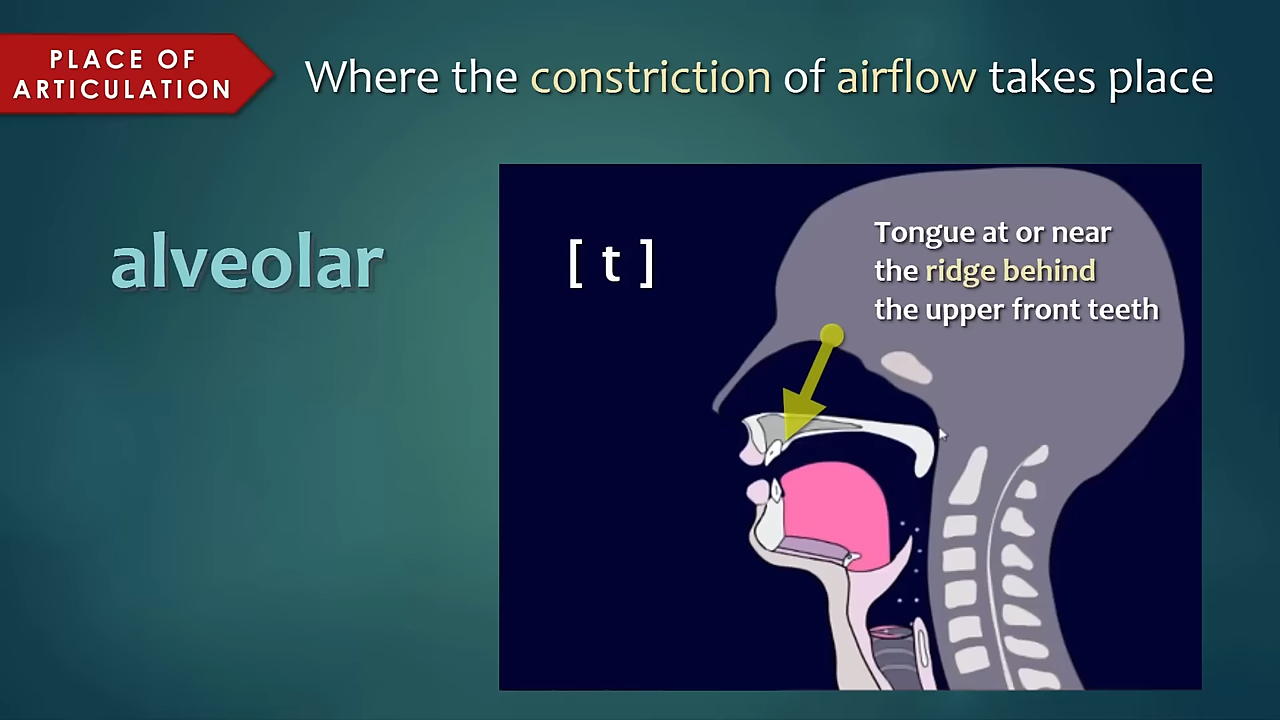 PLACE OF
ARTICULATION
Where the constriction of airflow takes place
alveolar
[ t ]
Tongue at or near
the ridge behind
the upper front teeth